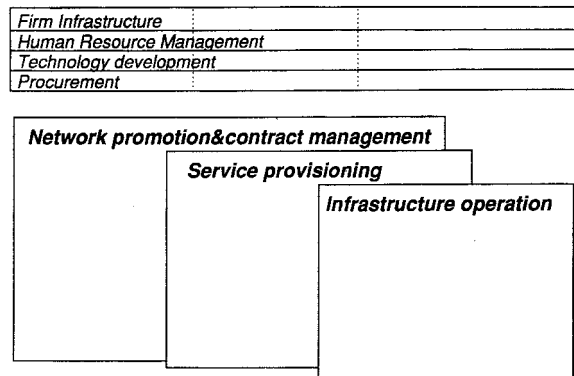 Firm Infrastructure
Human Resource Management
Technology development
Procurement
Network promotion&contract management
Service provisioning
Infrastructure operation